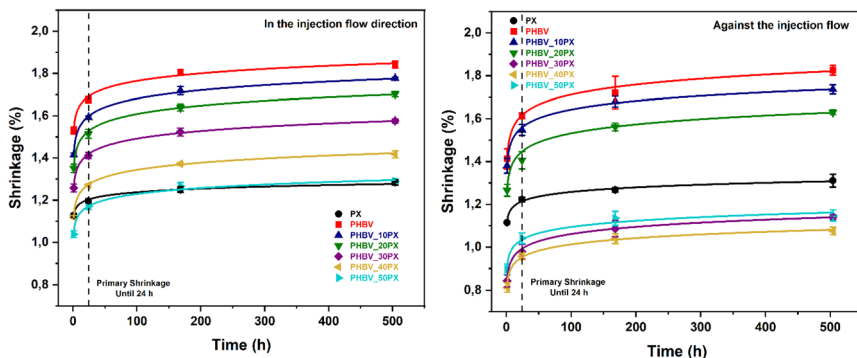 In the injection flow direction
Shrinkage (%)
2,0
1,8
1,6
1,4
1,2
1,0
0,8
PX
PHBV
PHBV_10PX
PHBV_20PX
PHBV_30PX
PHBV_40PX
PHBV_50PX
Primary Shrinkage
Until 24 h
0 100 200 300 400 500
Time (h)
Against the injection flow
PX
PHBV
PHBV_10PX
PHBV_20PX
PHBV_30PX
PHBV_40PX
PHBV_50PX
Shrinkage (%)
2,0
1,8
1,6
1,4
1,2
1,0
0,8
Primary Shrinkage
Until 24 h
0 100 200 300 400 500
Time (h)